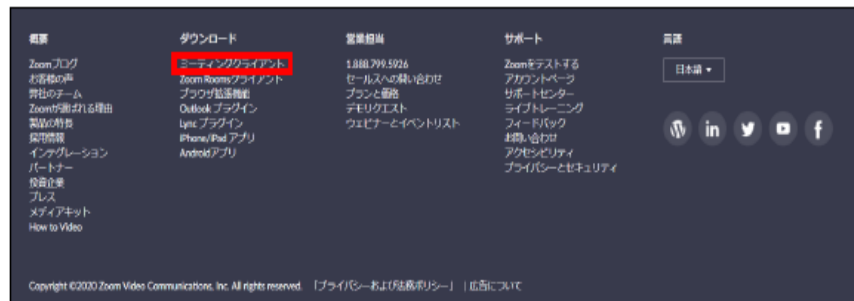 概要
Zoomブログ
お客様の声
弊社のチーム
Zoomが選ばれる理由
製品の特長
採用情報
インテグレーション
パートナー
投資企業
プレス
メディアキット
How to Video
ダウンロード
ミーティングクライアント
Zoom Roomsクライアント
ブラウザ拡張機能
Outlook プラグイン
Lync プラグイン
iPhone/iPad アプリ
Androidアプリ
営業担当
1.888.799.5926
セールスへの問い合わせ
プランと価格
デモリクエスト
ウェビナーとイベントリスト
サポート
Zoomをテストする
アカウントページ
サポートセンター
ライブトレーニング
フィードバック
お問い合わせ
アクセシビリティ
プライバシーとセキュリティ
言語
日本語
Copyright ©2020 Zoom Video Communications, Inc. All rights reserved. 「プライバシーおよび法務ポリシー」 | 広告について